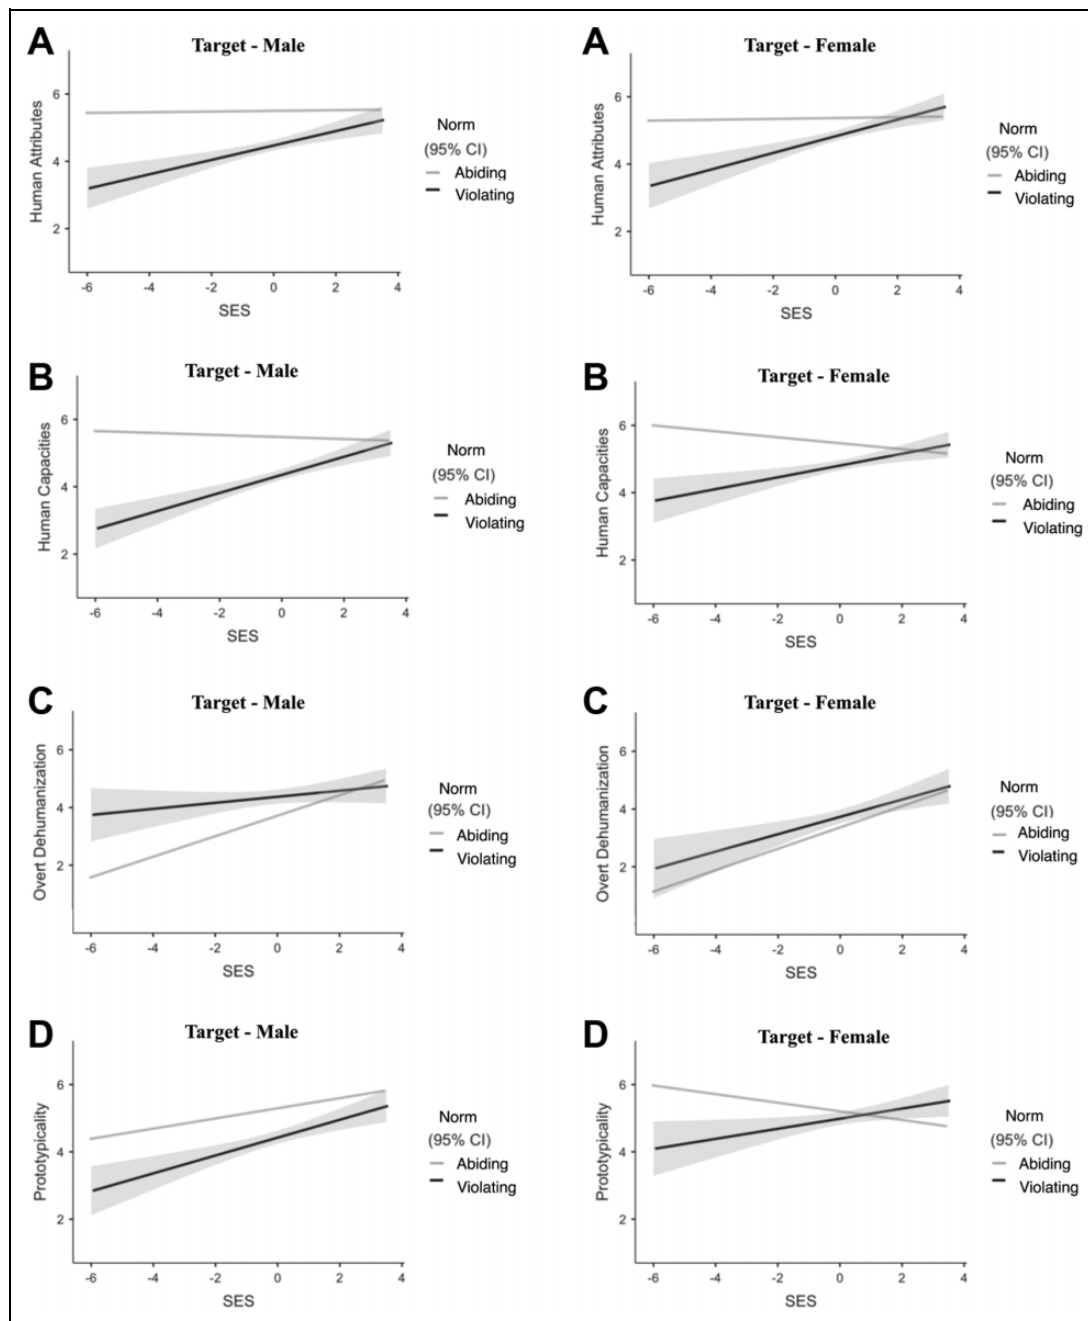 A
Target - Male
Human Attributes
6
4
2
-6 -4 -2 0 2 4
SES
Norm
(95% CI)
Abiding
Violating
A
Target - Female
Human Attributes
6
4
2
-6 -4 -2 0 2 4
SES
Norm
(95% CI)
Abiding
Violating
B
Target - Male
Human Capacities
6
4
2
-6 -4 -2 0 2 4
SES
Norm
(95% CI)
Abiding
Violating
B
Target - Female
Human Capacities
6
4
2
-6 -4 -2 0 2 4
SES
Norm
(95% CI)
Abiding
Violating
C
Target - Male
Overt Dehumanization
6
4
2
-6 -4 -2 0 2 4
SES
Norm
(95% CI)
Abiding
Violating
C
Target - Female
Overt Dehumanization
6
4
2
-6 -4 -2 0 2 4
SES
Norm
(95% CI)
Abiding
Violating
D
Target - Male
Prototypicality
6
4
2
-6 -4 -2 0 2 4
SES
Norm
(95% CI)
Abiding
Violating
D
Target - Female
Prototypicality
6
4
2
-6 -4 -2 0 2 4
SES
Norm
(95% CI)
Abiding
Violating